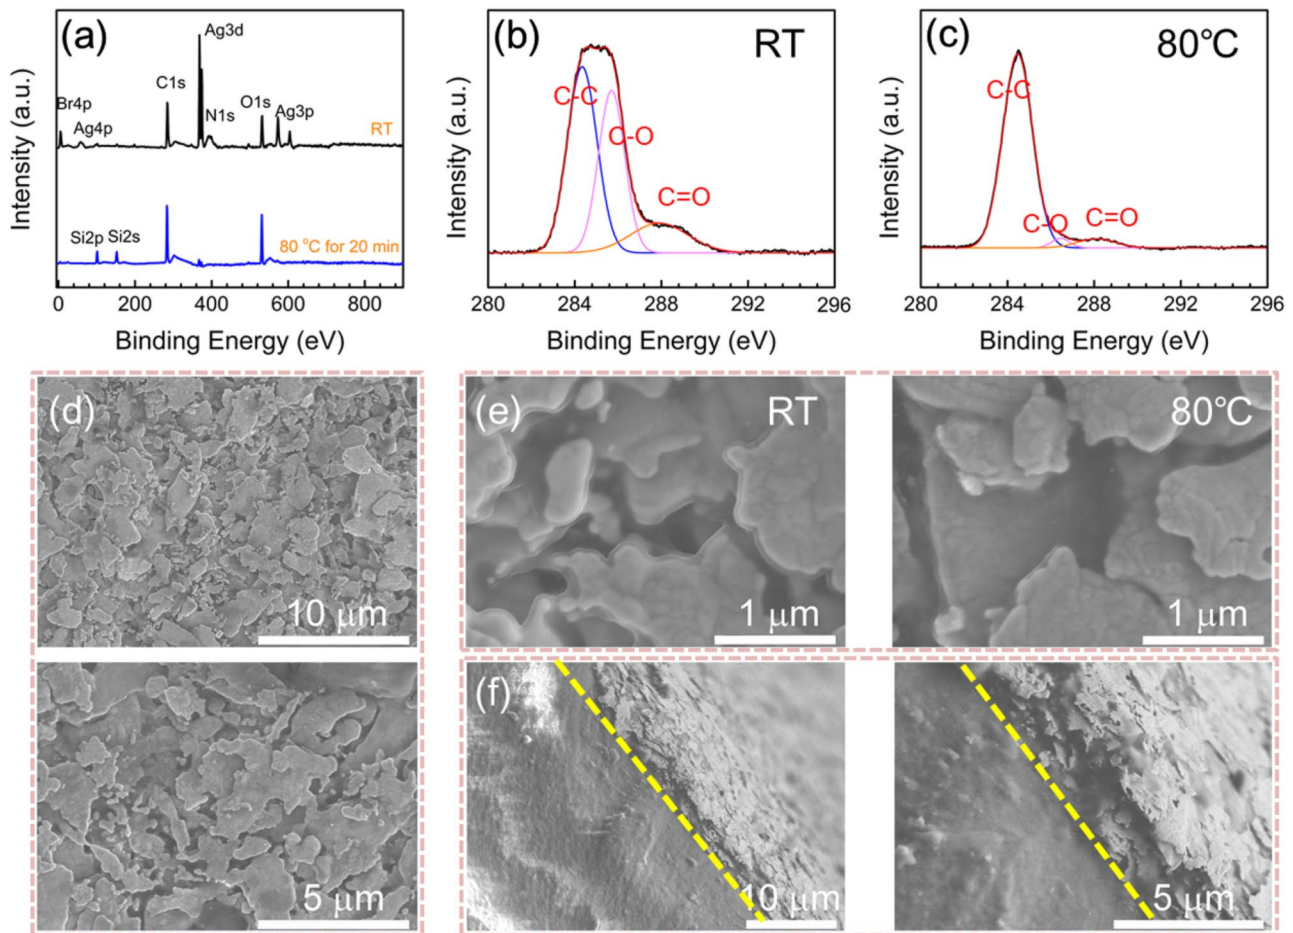 (a)
Ag3d
C1s
Br4p
Ag4p
N1s
O1s
Ag3p
RT
Si2p
Si2s
80 °C for 20 min
Intensity (a.u.)
0 200 400 600 800
Binding Energy (eV)
(b)
RT
C-C
C-O
C=O
Intensity (a.u.)
280 284 288 292 296
Binding Energy (eV)
(c)
80℃
C-C
C-O
C=O
Intensity (a.u.)
280 284 288 292 296
Binding Energy (eV)
(d)
10 μm
5 μm
(e)
RT
1 μm
80℃
1 μm
(f)
10 μm
5 μm